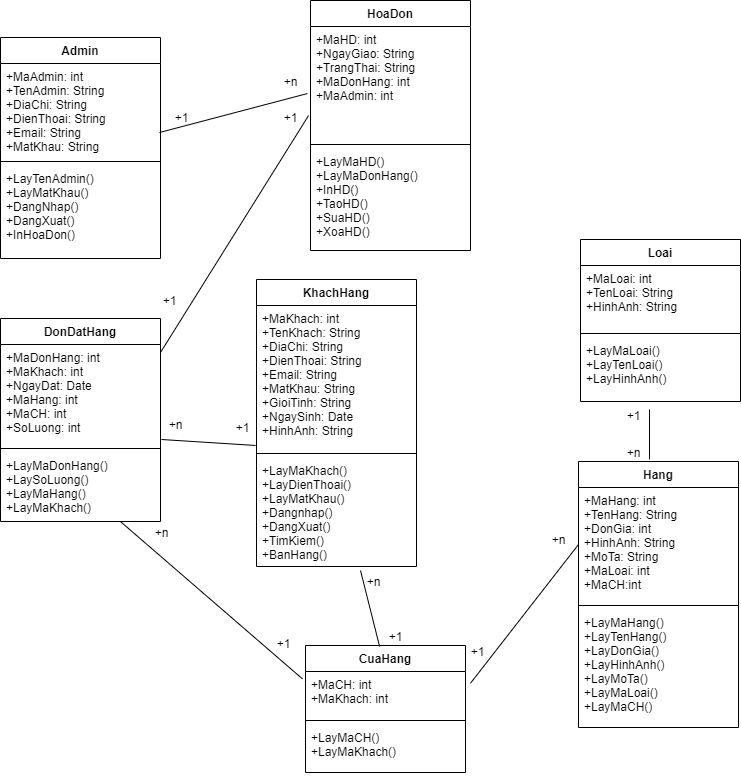 HoaDon
+MaHD: int
+NgayGiao: String
+TrangThai: String
+MaDonHang: int
+MaAdmin: int
+LayMaHD()
+LayMaDonHang()
+InHD()
+TaoHD()
+SuaHD()
+XoaHD()
Admin
+MaAdmin: int
+TenAdmin: String
+DiaChi: String
+DienThoai: String
+Email: String
+MatKhau: String
+LayTenAdmin()
+LayMatKhau()
+DangNhap()
+DangXuat()
+InHoaDon()
+n
+1
+1
+1
Loai
+MaLoai: int
+TenLoai: String
+HinhAnh: String
+LayMaLoai()
+LayTenLoai()
+LayHinhAnh()
KhachHang
+MaKhach: int
+TenKhach: String
+DiaChi: String
+DienThoai: String
+Email: String
+MatKhau: String
+GioiTinh: String
+NgaySinh: Date
+HinhAnh: String
+LayMaKhach()
+LayDienThoai()
+LayMatKhau()
+Dangnhap()
+DangXuat()
+TimKiem()
+BanHang()
DonDatHang
+MaDonHang: int
+MaKhach: int
+NgayDat: Date
+MaHang: int
+MaCH: int
+SoLuong: int
+LayMaDonHang()
+LaySoLuong()
+LayMaHang()
+LayMaKhach()
+n
+1
+1
+n
Hang
+MaHang: int
+TenHang: String
+DonGia: int
+HinhAnh: String
+MoTa: String
+MaLoai: int
+MaCH:int
+LayMaHang()
+LayTenHang()
+LayDonGia()
+LayHinhAnh()
+LayMoTa()
+LayMaLoai()
+LayMaCH()
+n
+n
+n
+1
+1
+1
CuaHang
+MaCH: int
+MaKhach: int
+LayMaCH()
+LayMaKhach()